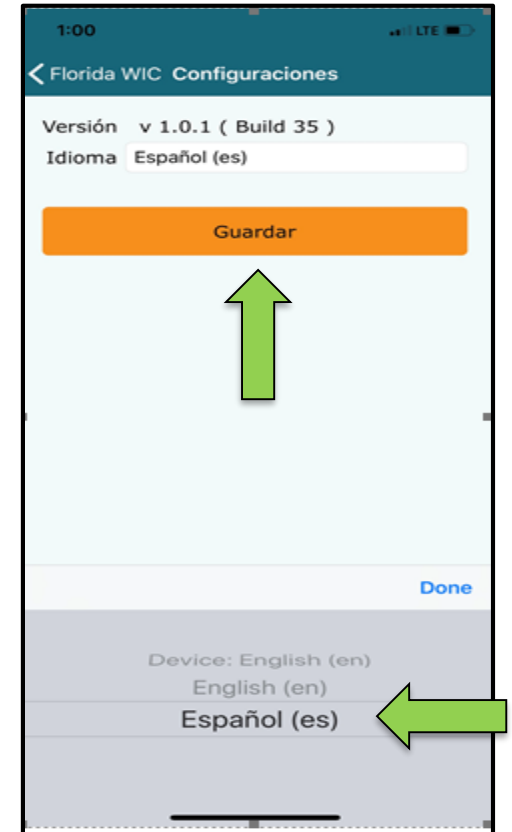 1:00 LTE
Florida WIC Configuraciones
Versión v 1.0.1 ( Build 35 )
Idioma Español (es)
Guardar
Done
Device: English (en)
English (en)
Español (es)